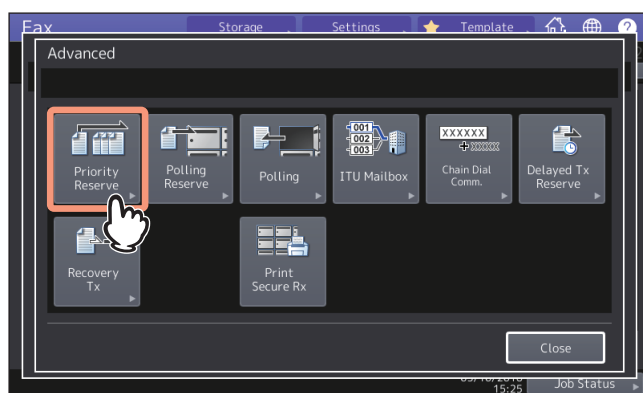 Fax
Storage
Settings
Template
?
Advanced
Priority
Reserve
Polling
Reserve
Polling
001
002
003
ITU Mailbox
XXXXXX
+XXXXXX
Chain Dial
Comm.
Delayed Tx
Reserve
Recovery
Tx
Print
Secure Rx
Close
15:25
Job Status